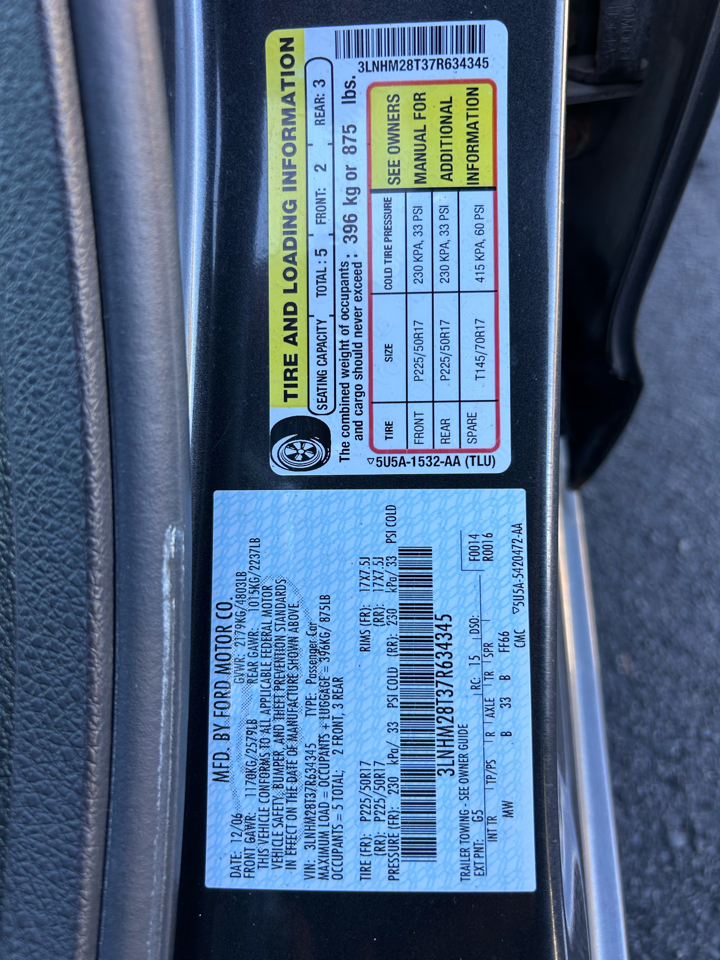 TIRE AND LOADING INFORMATION
SEATING CAPACITY TOTAL: 5 FRONT: 2 REAR: 3
The combined weight of occupants
and cargo should never exceed: 396 kg or 875 lbs.
TIRE SIZE COLD TIRE PRESSURE
FRONT P225/50R17 230 KPA, 33 PSI
REAR P225/50R17 230 KPA, 33 PSI
SPARE T145/70R17 415 KPA, 60 PSI
SEE OWNERS
MANUAL FOR
ADDITIONAL
INFORMATION
5U5A-1532-AA (TLU)
3LNHM28T37R634345
MFD. BY FORD MOTOR CO.
DATE: 12/06 GVWR: 2179KG/4803LB
FRONT GAWR: 1170KG/2579LB REAR GAWR: 1015KG/2237LB
THIS VEHICLE CONFORMS TO ALL APPLICABLE FEDERAL MOTOR
VEHICLE SAFETY, BUMPER, AND THEFT PREVENTION STANDARDS
IN EFFECT ON THE DATE OF MANUFACTURE SHOWN ABOVE.
VIN: 3LNHM28T37R634345 TYPE: Passenger Car
MAXIMUM LOAD = OCCUPANTS + LUGGAGE = 396KG/ 875LB
OCCUPANTS = 5 TOTAL; 2 FRONT, 3 REAR
TIRE (FR): P225/50R17 RIMS (FR): 17X7.5J
TIRE (RR): P225/50R17 (RR): 17X7.5J
PRESSURE (FR): 230 kPa/ 33 PSI COLD (RR): 230 kPa/ 33 PSI COLD
3LNHM28T37R634345
TRAILER TOWING - SEE OWNER GUIDE
EXT PNT: G5 RC: 15 DSO: F0014
R0016
INT TR TP/PS R AXLE TR SPR
MW B 33 B FF66
CMC 5U5A-5420472-AA